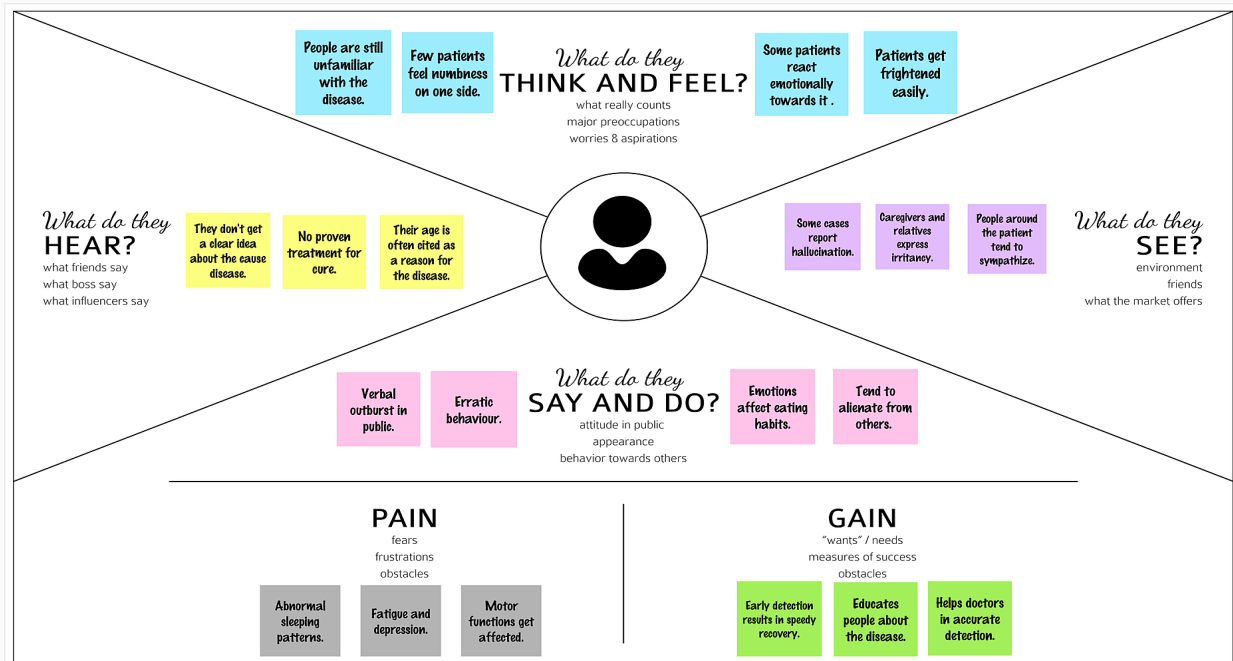 People are still
unfamiliar
with the
disease.
Few patients
feel numbness
on one side.
What do they
THINK AND FEEL?
what really counts
major preoccupations
worries & aspirations
Some patients
react
emotionally
towards it .
Patients get
frightened
easily.
What do they
HEAR?
what friends say
what boss say
what influencers say
They don't get
a clear idea
about the cause
disease.
No proven
treatment for
cure.
Their age is
often cited as
a reason for
the disease.
Some cases
report
hallucination.
Caregivers and
relatives
express
irritancy.
People around
the patient
tend to
sympathize.
What do they
SEE?
environment
friends
what the market offers
Verbal
outburst in
public.
Erratic
behaviour.
What do they
SAY AND DO?
attitude in public
appearance
behavior towards others
Emotions
affect eating
habits.
Tend to
alienate from
others.
PAIN
fears
frustrations
obstacles
Abnormal
sleeping
patterns.
Fatigue and
depression.
Motor
functions get
affected.
GAIN
"wants" / needs
measures of success
obstacles
Early detection
results in speedy
recovery.
Educates
people about
the disease.
Helps doctors
in accurate
detection.